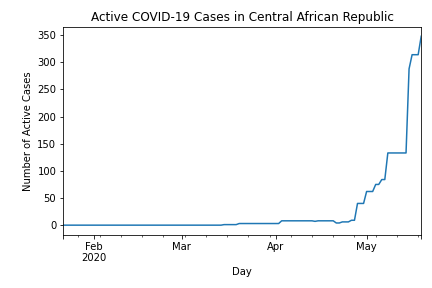 Active COVID-19 Cases in Central African Republic
Number of Active Cases
350
300
250
200
150
100
50
0
Feb
2020
Mar
Apr
May
Day